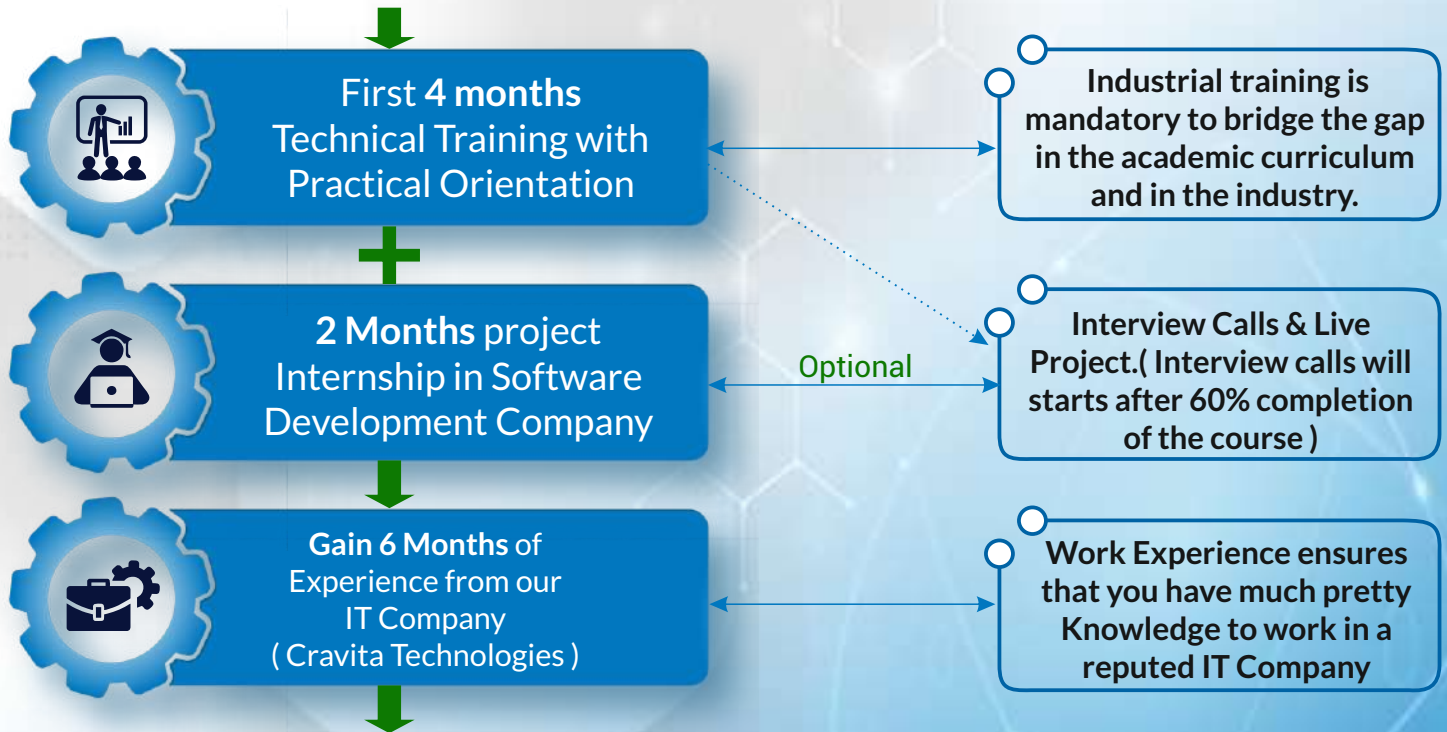 First 4 months
Technical Training with
Practical Orientation
Industrial training is
mandatory to bridge the gap
in the academic curriculum
and in the industry.
2 Months project
Internship in Software
Development Company
Optional
Interview Calls & Live
Project.( Interview calls will
starts after 60% completion
of the course )
Gain 6 Months of
Experience from our
IT Company
( Cravita Technologies )
Work Experience ensures
that you have much pretty
Knowledge to work in a
reputed IT Company